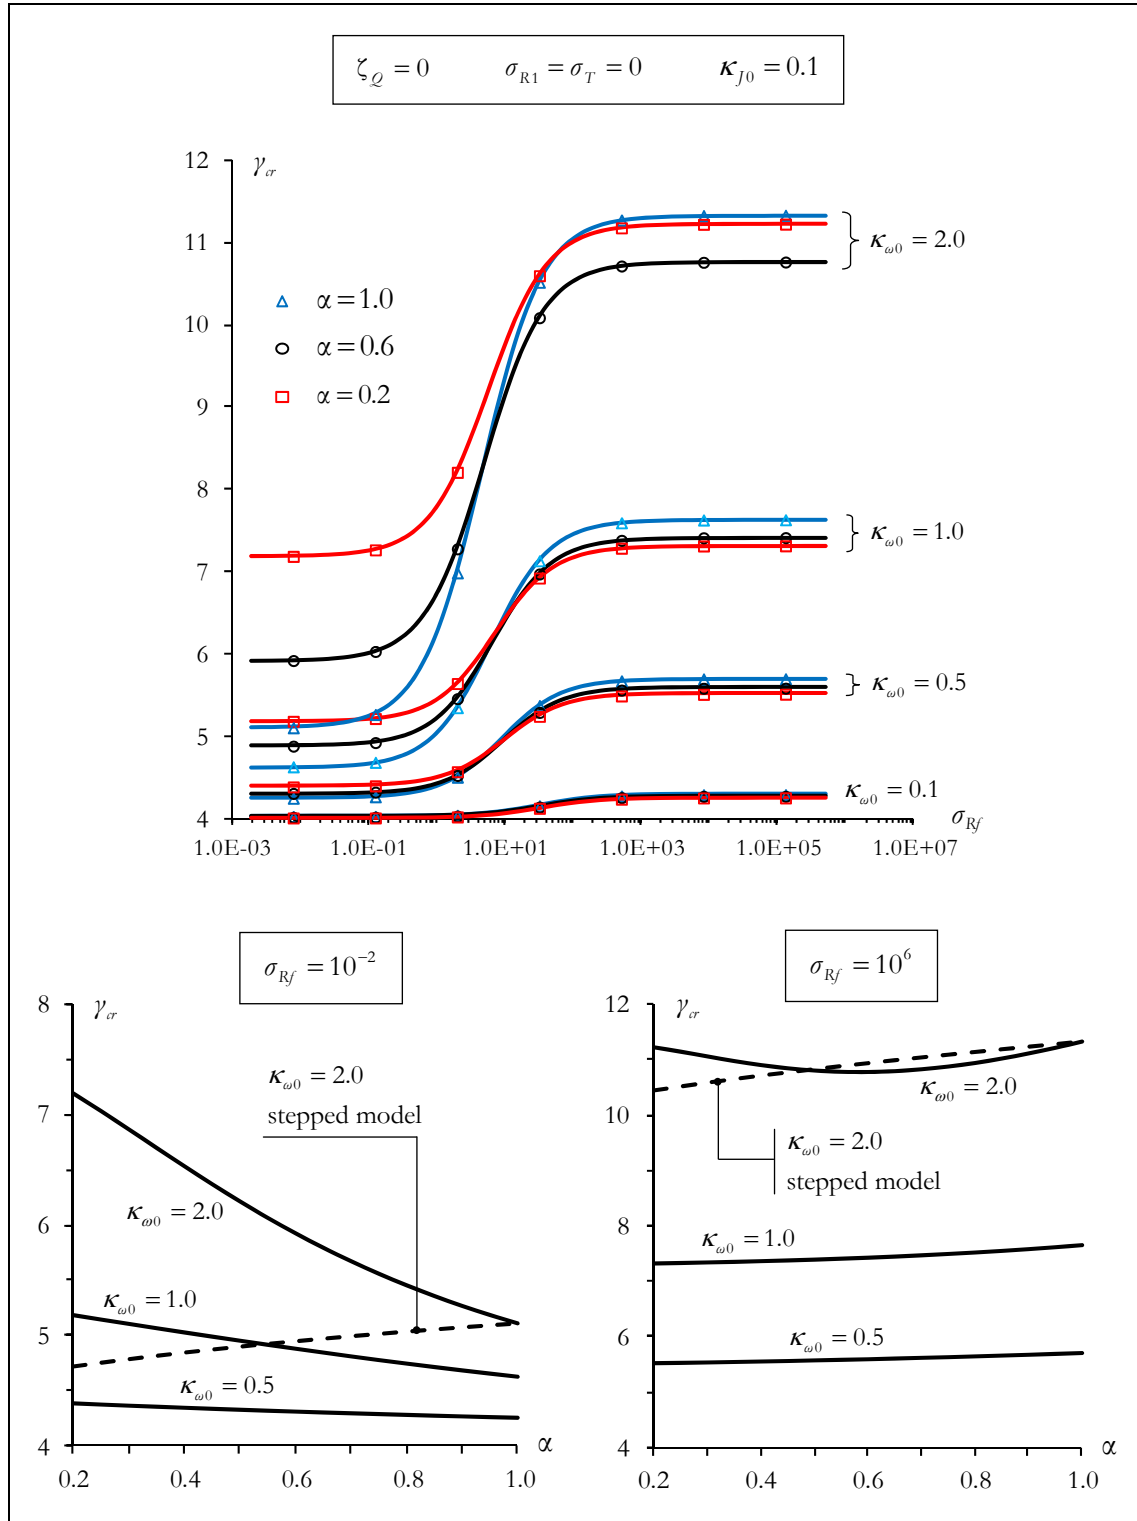 ζ_Q = 0 σ_R1 = σ_T = 0 κ_J0 = 0.1
γ_cr
12
11
10
9
8
7
6
5
4
α = 1.0
α = 0.6
α = 0.2
κ_ω0 = 2.0
κ_ω0 = 1.0
κ_ω0 = 0.5
κ_ω0 = 0.1
σ_Rf
1.0E-03 1.0E-01 1.0E+01 1.0E+03 1.0E+05 1.0E+07
σ_Rf = 10⁻²
γ_cr
8
7
6
5
4
κ_ω0 = 2.0
stepped model
κ_ω0 = 2.0
κ_ω0 = 1.0
κ_ω0 = 0.5
α
0.2 0.4 0.6 0.8 1.0
σ_Rf = 10⁶
γ_cr
12
10
8
6
4
κ_ω0 = 2.0
κ_ω0 = 2.0
stepped model
κ_ω0 = 1.0
κ_ω0 = 0.5
α
0.2 0.4 0.6 0.8 1.0